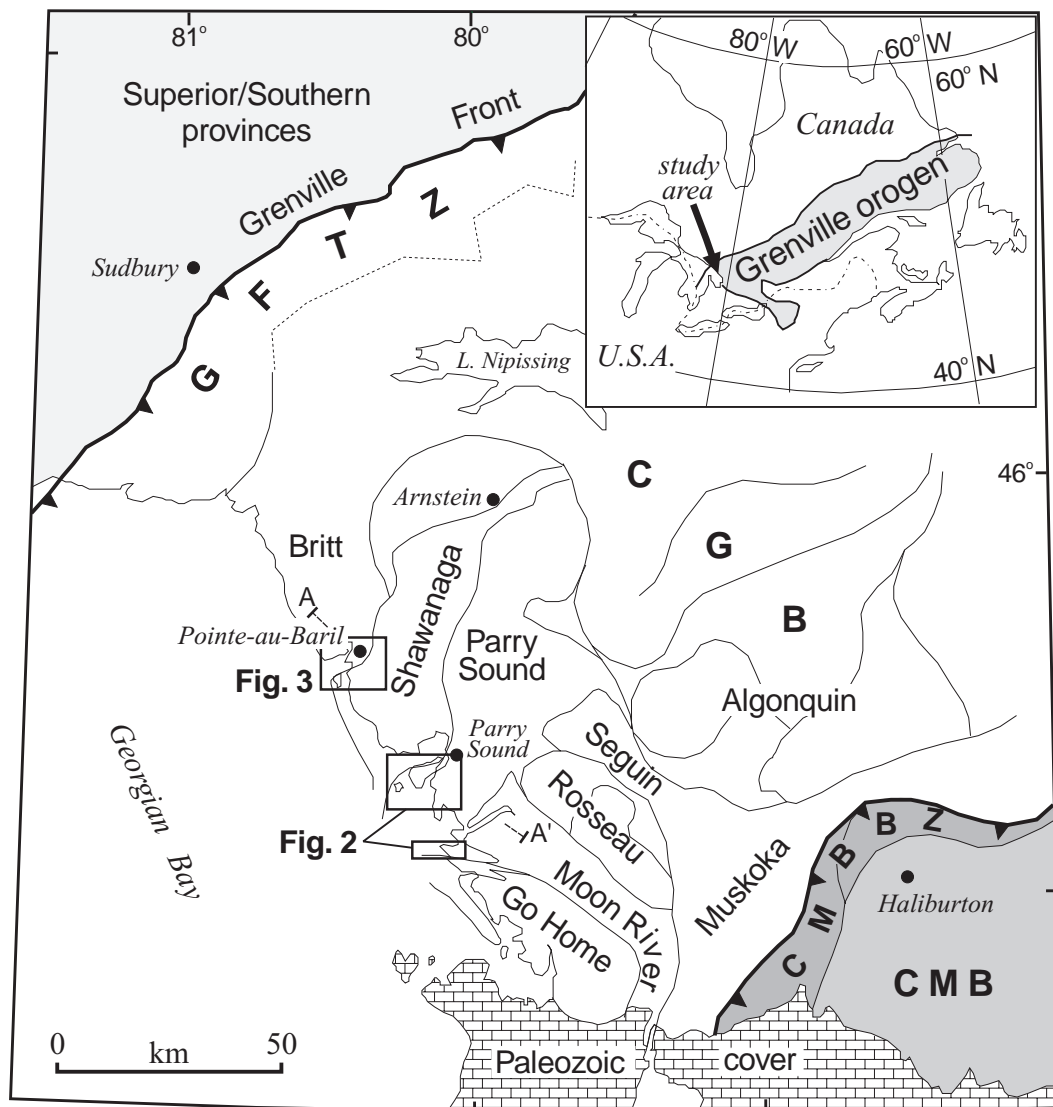 81°
80°
Superior/Southern
provinces
Grenville
Front
G F T Z
Sudbury
L. Nipissing
80° W
60° W
60° N
Canada
study
area
Grenville orogen
U.S.A.
40° N
46°
C
G
B
Arnstein
Britt
A
Pointe-au-Baril
Fig. 3
Shawanaga
Parry
Sound
Algonquin
Parry
Sound
Seguin
Rosseau
Georgian Bay
Fig. 2
A'
Moon River
Go Home
Muskoka
C M B B Z
Haliburton
C M B
0 50
km
Paleozoic cover